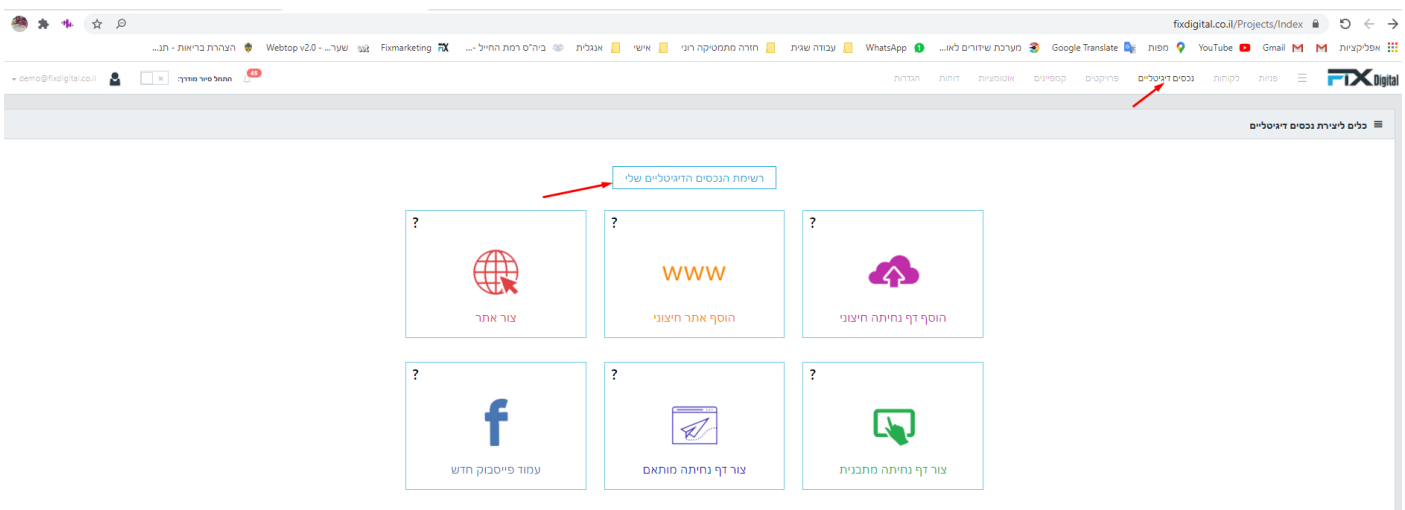 fixdigital.co.il/Projects/Index
אפליקציות Gmail YouTube מפות Google Translate מערכת שידורים לאו... WhatsApp עבודה שגית חזרה מתמטיקה רוני אישי אנגלית ביה"ס רמת החייל -... Fixmarketing שער... - Webtop v2.0 הצהרת בריאות - תנ...
FIX Digital פניות לקוחות נכסים דיגיטליים פרויקטים קמפיינים אוטומציות דוחות הגדרות 45 התחל סיור מודרך: demo@fixdigital.co.il
כלים ליצירת נכסים דיגיטליים
רשימת הנכסים הדיגיטליים שלי
? ? ?
WWW
הוסף דף נחיתה חיצוני הוסף אתר חיצוני צור אתר
? ? ?
צור דף נחיתה מתבנית צור דף נחיתה מותאם עמוד פייסבוק חדש